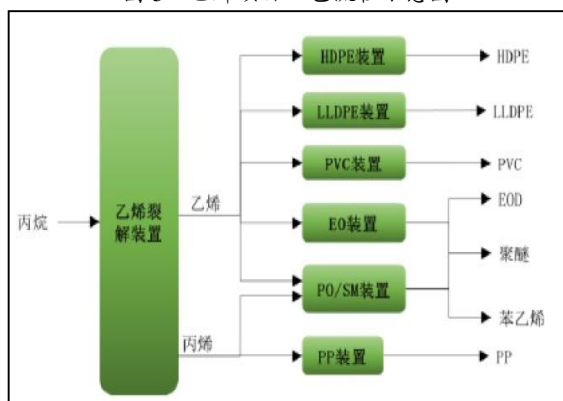 丙烷
乙烯裂
解装置
乙烯
丙烯
HDPE装置
LLDPE装置
PVC装置
EO装置
PO/SM装置
PP装置
HDPE
LLDPE
PVC
EOD
聚醚
苯乙烯
PP